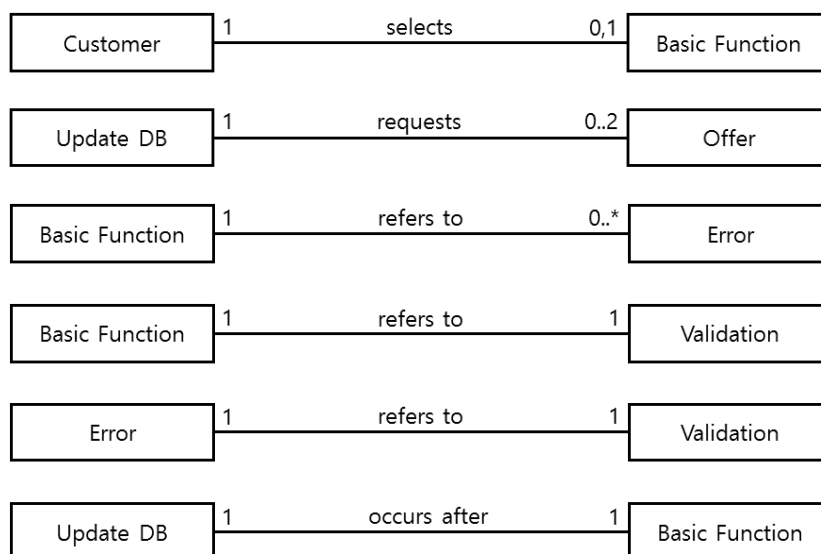 Customer 1 selects 0,1 Basic Function
Update DB 1 requests 0..2 Offer
Basic Function 1 refers to 0..* Error
Basic Function 1 refers to 1 Validation
Error 1 refers to 1 Validation
Update DB 1 occurs after 1 Basic Function